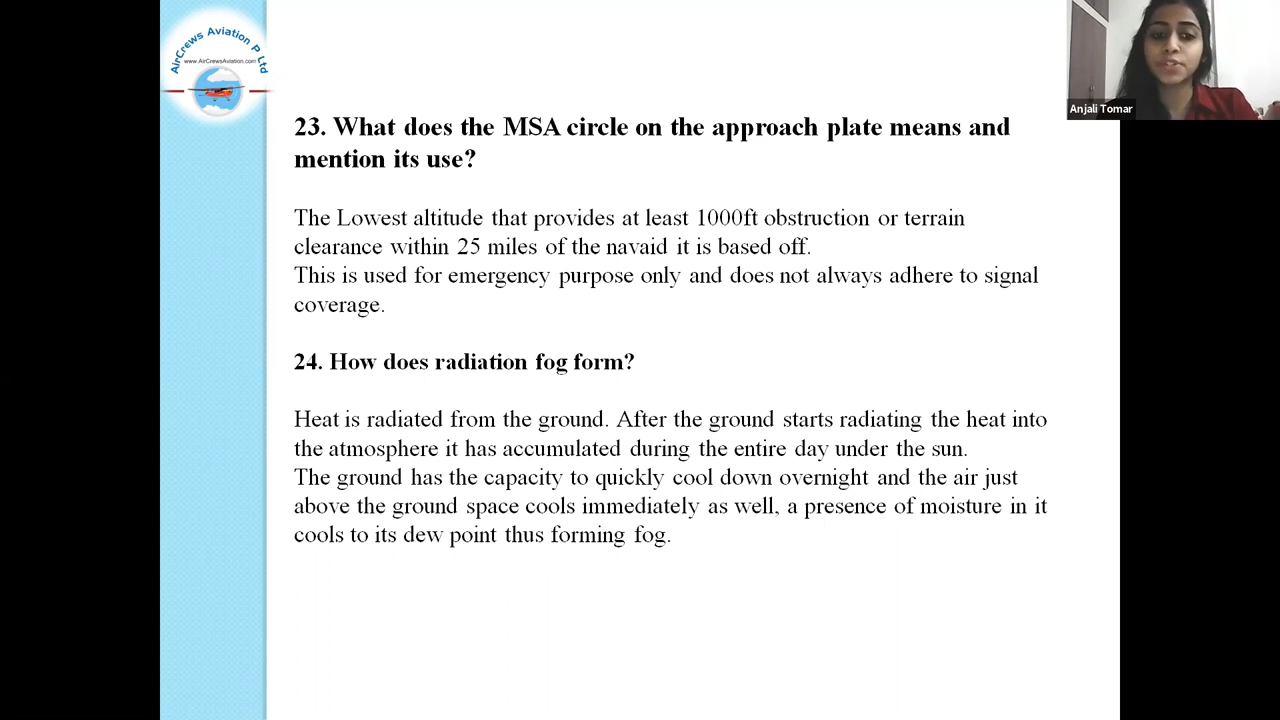 AirCrews Aviation P Ltd
www.AirCrewsAviation.com
Anjali Tomar
23. What does the MSA circle on the approach plate means and
mention its use?
The Lowest altitude that provides at least 1000ft obstruction or terrain
clearance within 25 miles of the navaid it is based off.
This is used for emergency purpose only and does not always adhere to signal
coverage.
24. How does radiation fog form?
Heat is radiated from the ground. After the ground starts radiating the heat into
the atmosphere it has accumulated during the entire day under the sun.
The ground has the capacity to quickly cool down overnight and the air just
above the ground space cools immediately as well, a presence of moisture in it
cools to its dew point thus forming fog.